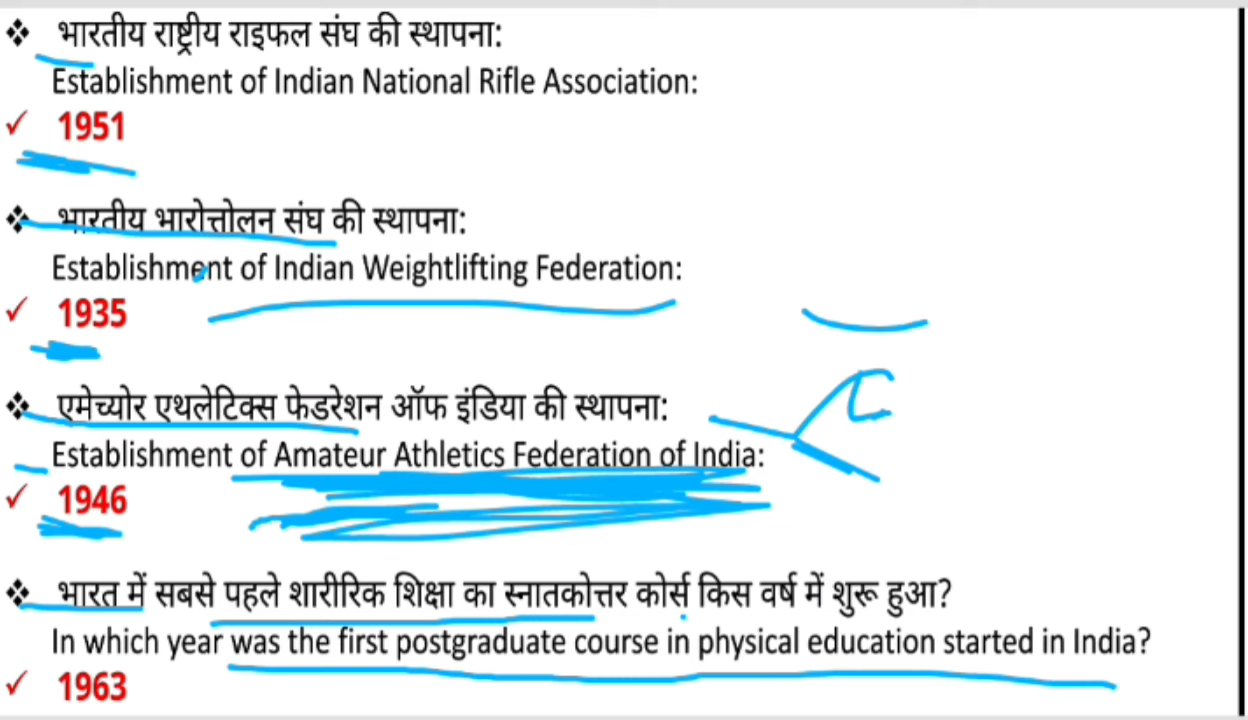 ❖ भारतीय राष्ट्रीय राइफल संघ की स्थापना:
Establishment of Indian National Rifle Association:
✓ 1951
❖ भारतीय भारोत्तोलन संघ की स्थापना:
Establishment of Indian Weightlifting Federation:
✓ 1935
❖ एमेच्योर एथलेटिक्स फेडरेशन ऑफ इंडिया की स्थापना:
Establishment of Amateur Athletics Federation of India:
✓ 1946
❖ भारत में सबसे पहले शारीरिक शिक्षा का स्नातकोत्तर कोर्स किस वर्ष में शुरू हुआ?
In which year was the first postgraduate course in physical education started in India?
✓ 1963